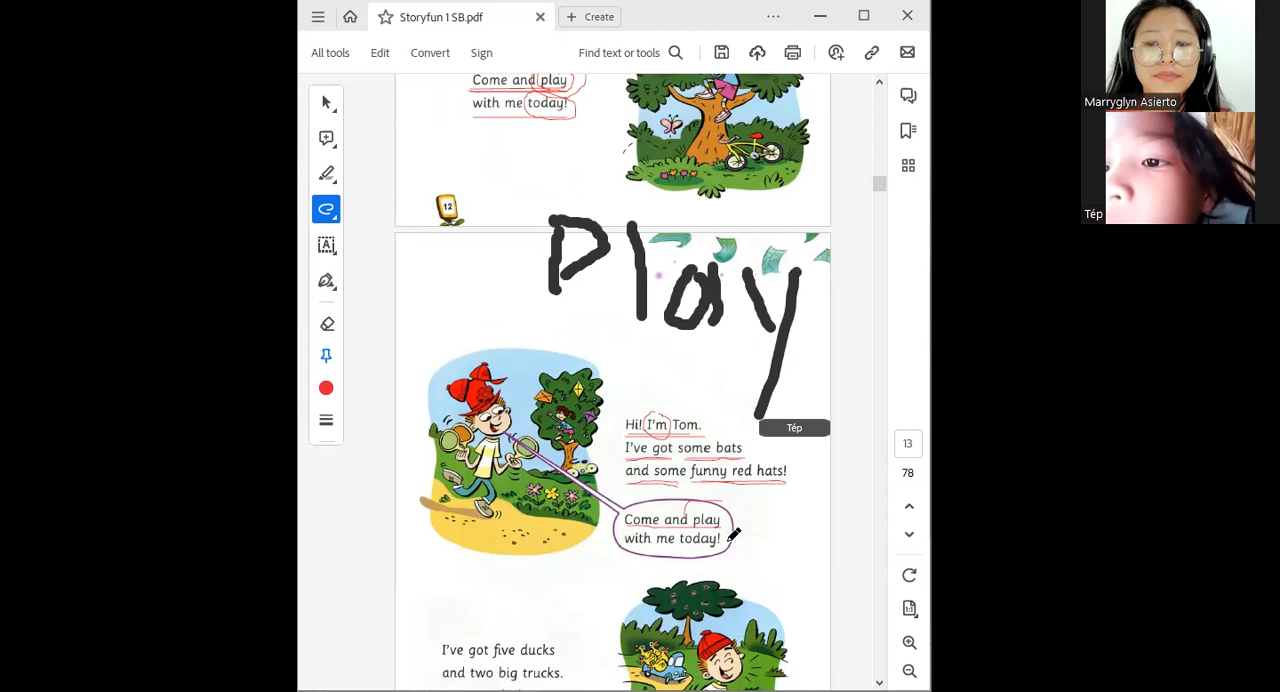 Storyfun 1 SB.pdf
Create
All tools
Edit
Convert
Sign
Find text or tools
Come and play
with me today!
12
Play
Tép
Hi! I'm Tom.
I've got some bats
and some funny red hats!
Come and play
with me today!
I've got five ducks
and two big trucks.
13
78
1:1
Marryglyn Asierto
Tép